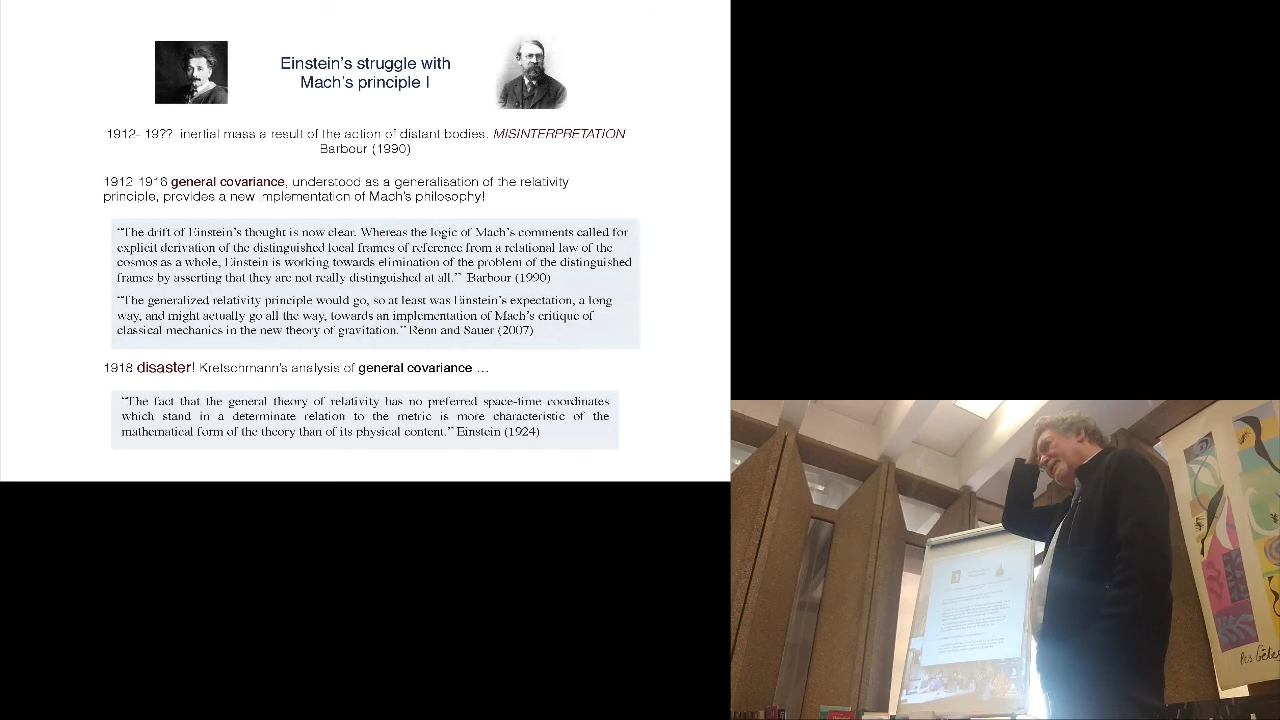 Einstein's struggle with
Mach's principle I
1912- 19?? inertial mass a result of the action of distant bodies. MISINTERPRETATION
Barbour (1990)
1912-1916 general covariance, understood as a generalisation of the relativity
principle, provides a new implementation of Mach's philosophy!
“The drift of Einstein's thought is now clear. Whereas the logic of Mach's comments called for
explicit derivation of the distinguished local frames of reference from a relational law of the
cosmos as a whole, Einstein is working towards elimination of the problem of the distinguished
frames by asserting that they are not really distinguished at all.” Barbour (1990)
“The generalized relativity principle would go, so at least was Einstein's expectation, a long
way, and might actually go all the way, towards an implementation of Mach's critique of
classical mechanics in the new theory of gravitation.” Renn and Sauer (2007)
1918 disaster! Kretschmann's analysis of general covariance …
“The fact that the general theory of relativity has no preferred space-time coordinates
which stand in a determinate relation to the metric is more characteristic of the
mathematical form of the theory than of its physical content.” Einstein (1924)